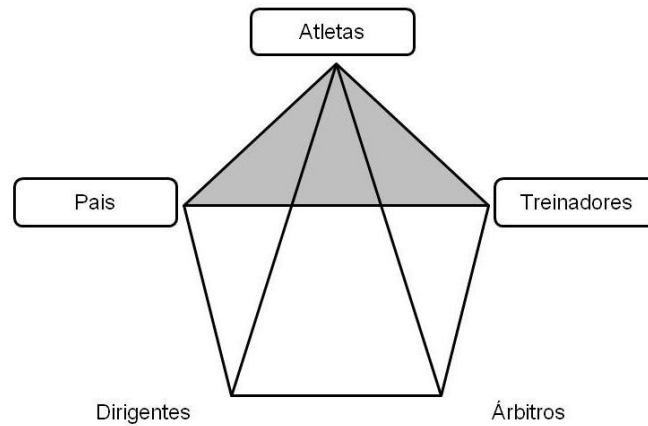 Atletas
Pais
Treinadores
Dirigentes
Árbitros